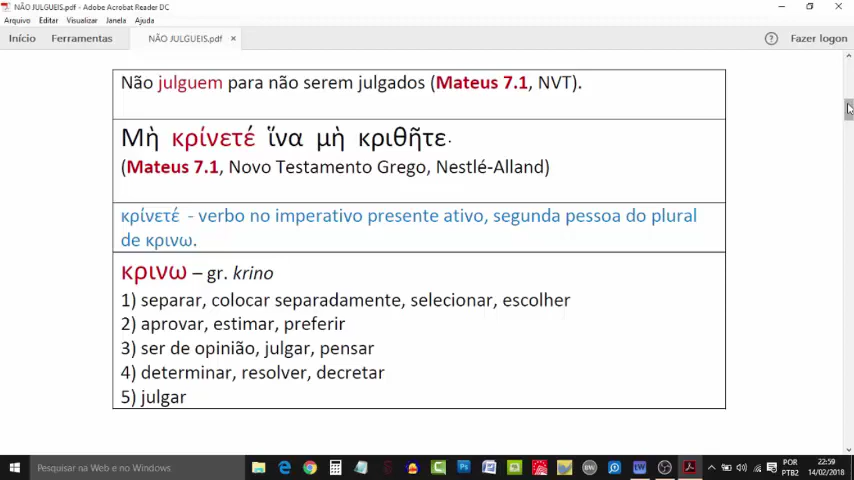 NÃO JULGUEIS.pdf - Adobe Acrobat Reader DC
Arquivo Editar Visualizar Janela Ajuda
Início Ferramentas NÃO JULGUEIS.pdf × ? Fazer logon
Não julguem para não serem julgados (Mateus 7.1, NVT).
Μὴ κρίνετέ ἵνα μὴ κριθῆτε·
(Mateus 7.1, Novo Testamento Grego, Nestlé-Alland)
κρίνετέ - verbo no imperativo presente ativo, segunda pessoa do plural
de κρινω.
κρινω – gr. krino
1) separar, colocar separadamente, selecionar, escolher
2) aprovar, estimar, preferir
3) ser de opinião, julgar, pensar
4) determinar, resolver, decretar
5) julgar
Pesquisar na Web e no Windows
POR 22:59
PTB2 14/02/2018